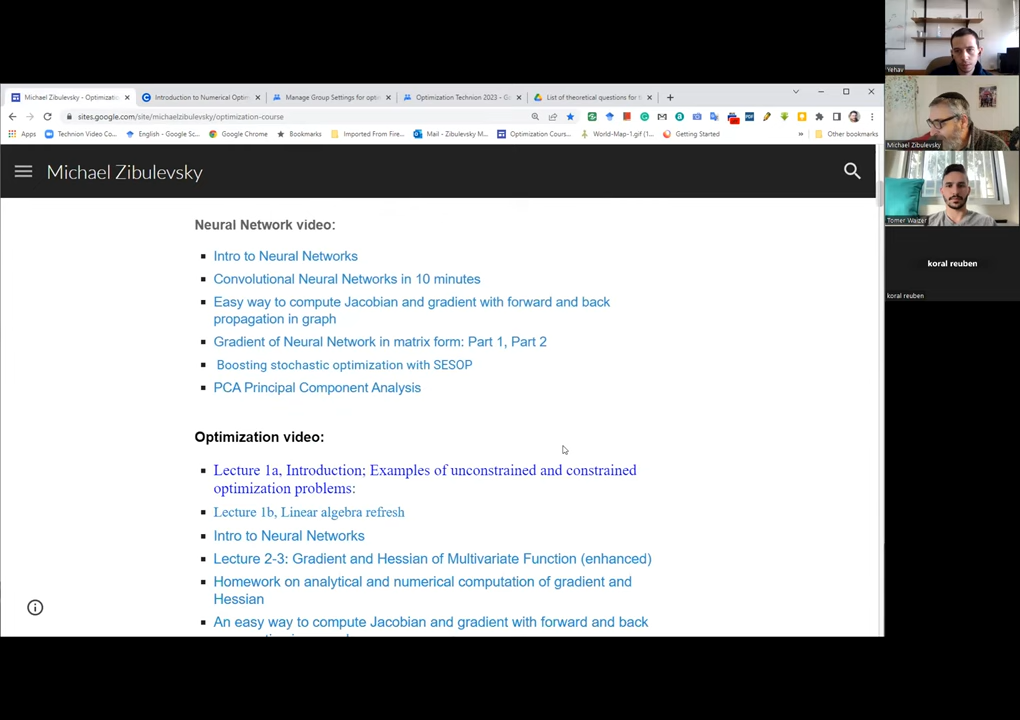 Michael Zibulevsky - Optimizatio
Introduction to Numerical Optim
Manage Group Settings for opti
Optimization Technion 2023 - G
List of theoretical questions for t
sites.google.com/site/michaelzibulevsky/optimization-course
Apps
Technion Video Co...
English - Google Sc...
Google Chrome
Bookmarks
Imported From Fire...
Mail - Zibulevsky M...
Optimization Cours...
World-Map-1.gif (1...
Getting Started
Other bookmarks
Michael Zibulevsky
Neural Network video:
Intro to Neural Networks
Convolutional Neural Networks in 10 minutes
Easy way to compute Jacobian and gradient with forward and back
propagation in graph
Gradient of Neural Network in matrix form: Part 1, Part 2
Boosting stochastic optimization with SESOP
PCA Principal Component Analysis
Optimization video:
Lecture 1a, Introduction; Examples of unconstrained and constrained
optimization problems:
Lecture 1b, Linear algebra refresh
Intro to Neural Networks
Lecture 2-3: Gradient and Hessian of Multivariate Function (enhanced)
Homework on analytical and numerical computation of gradient and
Hessian
An easy way to compute Jacobian and gradient with forward and back
Yehav
Michael Zibulevsky
Tomer Waizer
koral reuben
koral reuben